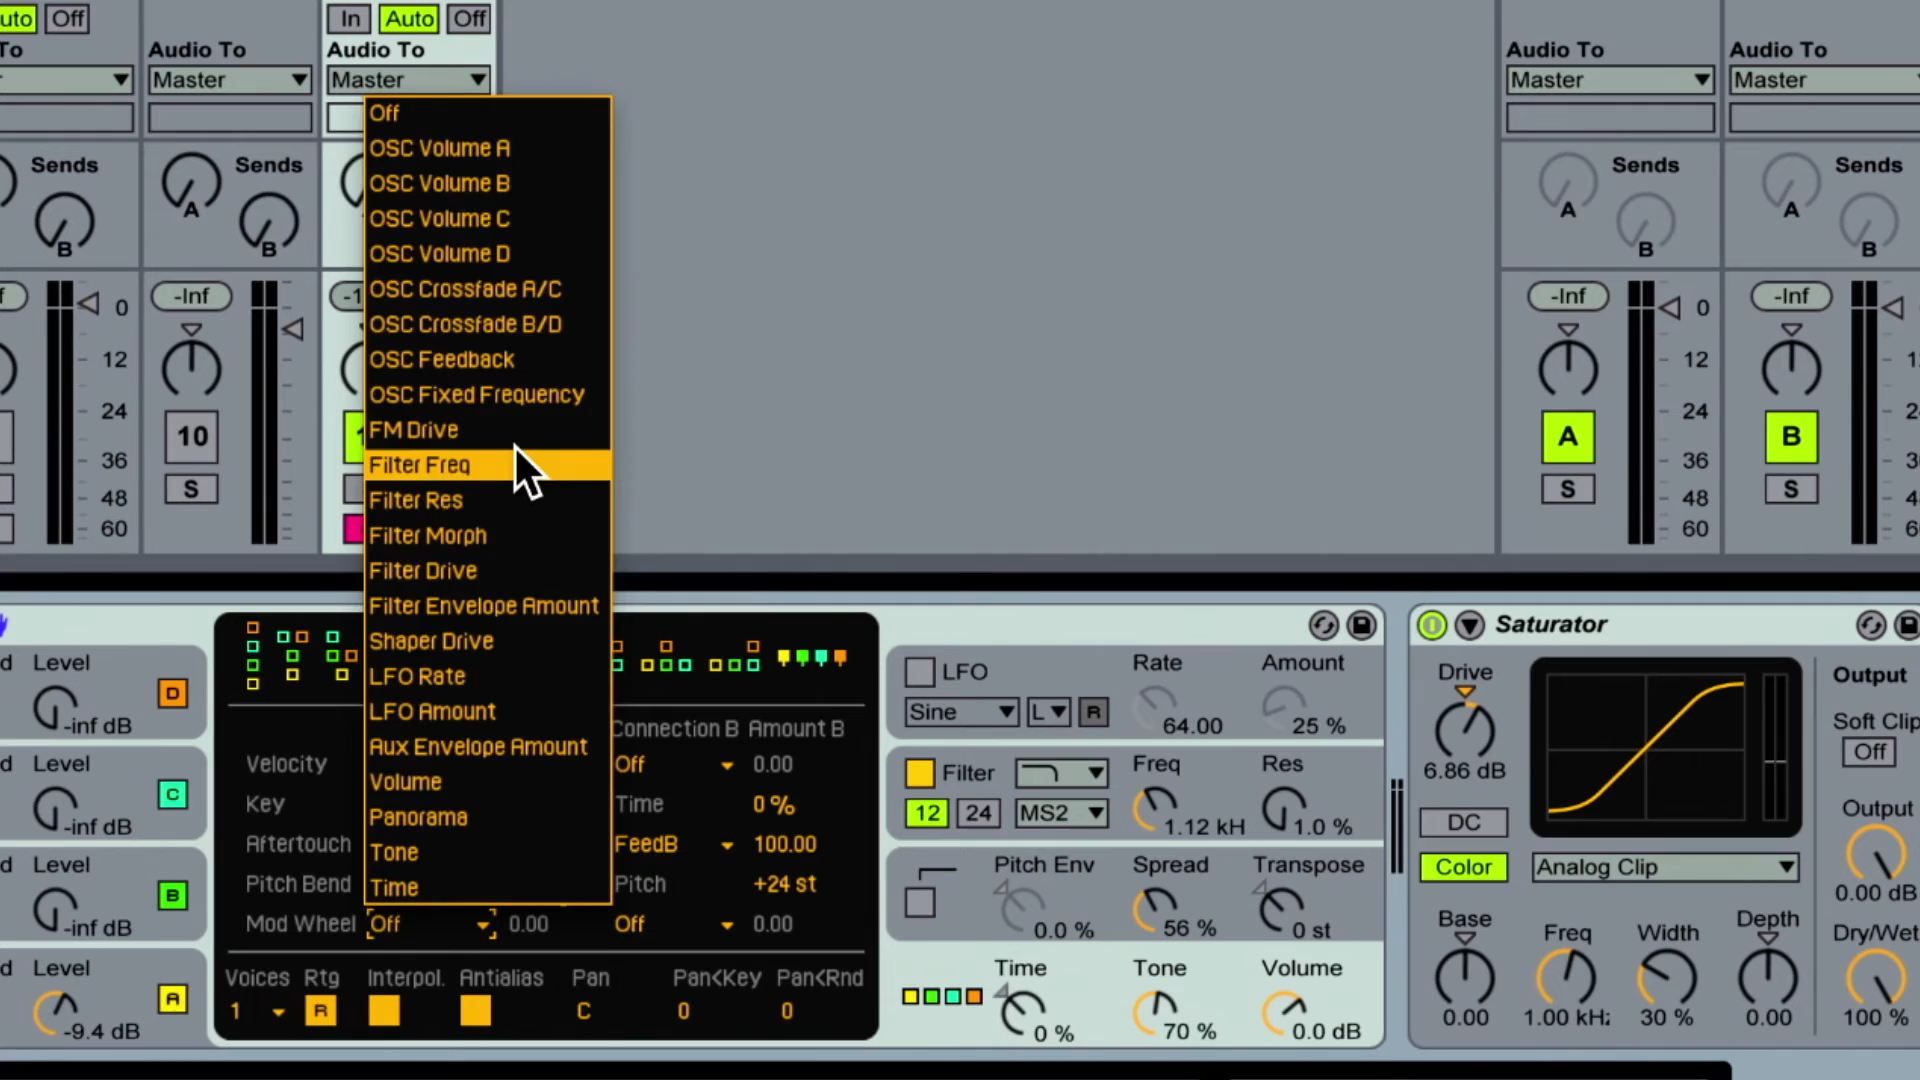 uto Off
In Auto Off
To
Audio To
Audio To
Audio To
Audio To
Master
Master
Master
Master
Sends
Sends
Sends
Sends
B
A
B
A
B
A
B
-Inf
-1
-Inf
-Inf
0
12
24
36
48
60
10
S
0
12
24
36
48
60
A
S
B
S
Off
OSC Volume A
OSC Volume B
OSC Volume C
OSC Volume D
OSC Crossfade A/C
OSC Crossfade B/D
OSC Feedback
OSC Fixed Frequency
FM Drive
Filter Freq
Filter Res
Filter Morph
Filter Drive
Filter Envelope Amount
Shaper Drive
LFO Rate
LFO Amount
Aux Envelope Amount
Volume
Panorama
Tone
Time
d Level
-inf dB
D
d Level
-inf dB
C
d Level
-inf dB
B
d Level
-9.4 dB
A
Connection B Amount B
Velocity Off 0.00
Key Time 0 %
Aftertouch FeedB 100.00
Pitch Bend Pitch +24 st
Mod Wheel Off 0.00 Off 0.00
Voices Rtg Interpol. Antialias Pan Pan<Key Pan<Rnd
1 R C 0 0
LFO Rate Amount
Sine L R 64.00 25 %
Filter Freq Res
12 24 MS2 1.12 kH 1.0 %
Pitch Env Spread Transpose
0.0 % 56 % 0 st
Time Tone Volume
0 % 70 % 0.0 dB
Saturator
Drive
6.86 dB
DC
Color Analog Clip
Base Freq Width Depth
0.00 1.00 kHz 30 % 0.00
Output
Soft Clip
Off
Output
0.00 dB
Dry/Wet
100 %